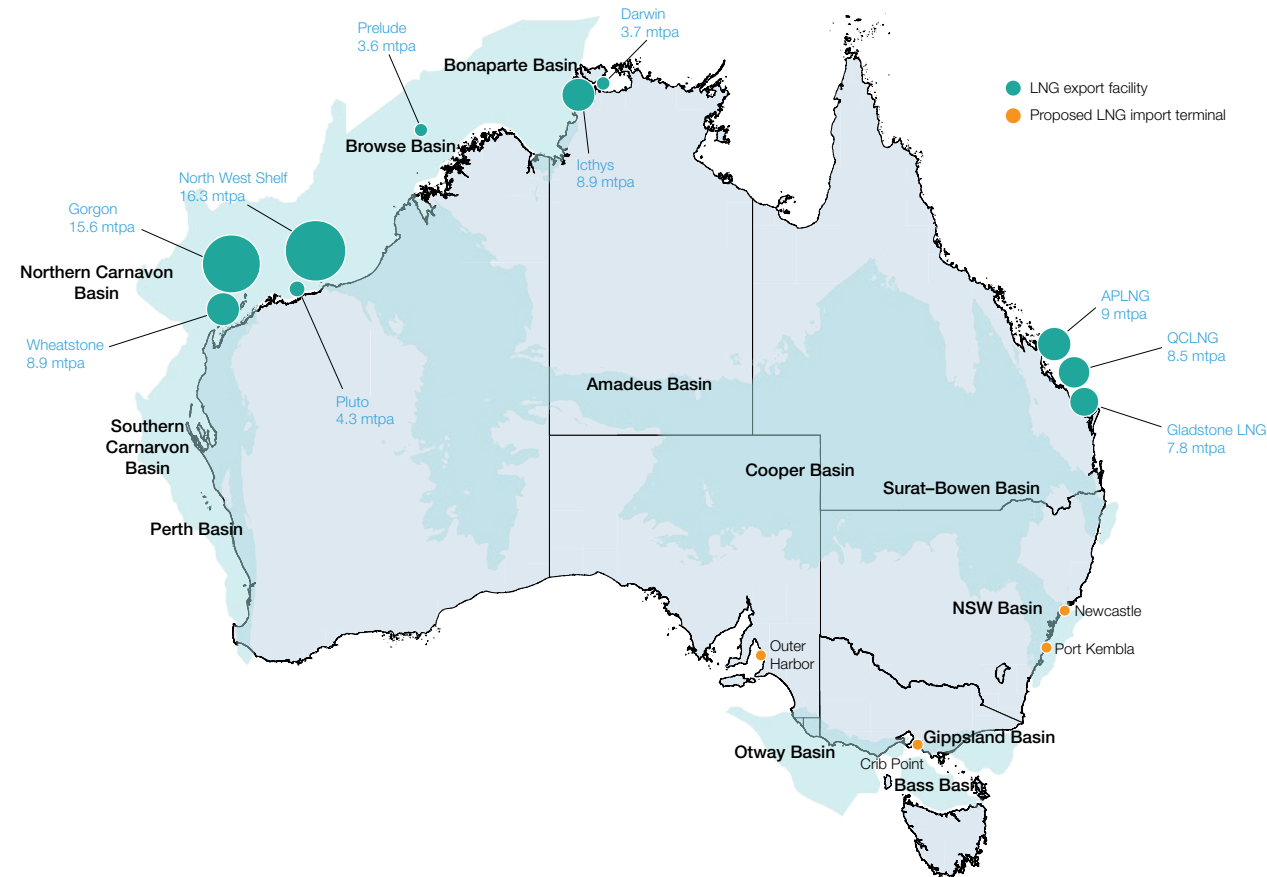 Darwin
3.7 mtpa
Prelude
3.6 mtpa
Bonaparte Basin
LNG export facility
Proposed LNG import terminal
Browse Basin
Icthys
8.9 mtpa
North West Shelf
16.3 mtpa
Gorgon
15.6 mtpa
Northern Carnavon
Basin
Wheatstone
8.9 mtpa
Pluto
4.3 mtpa
APLNG
9 mtpa
QCLNG
8.5 mtpa
Gladstone LNG
7.8 mtpa
Amadeus Basin
Southern
Carnarvon
Basin
Cooper Basin
Surat–Bowen Basin
Perth Basin
NSW Basin
Newcastle
Port Kembla
Outer
Harbor
Gippsland Basin
Otway Basin
Crib Point
Bass Basin